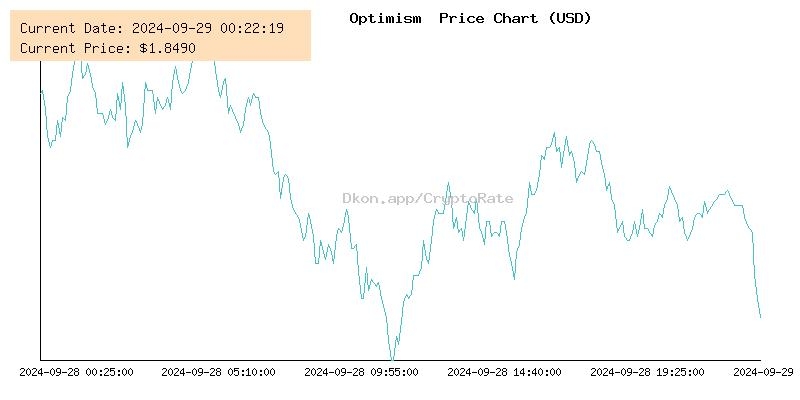 Optimism Price Chart (USD)
Current Date: 2024-09-29 00:22:19
Current Price: $1.8490
Dkon.app/CryptoRate
2024-09-28 00:25:00 2024-09-28 05:10:00 2024-09-28 09:55:00 2024-09-28 14:40:00 2024-09-28 19:25:00 2024-09-29